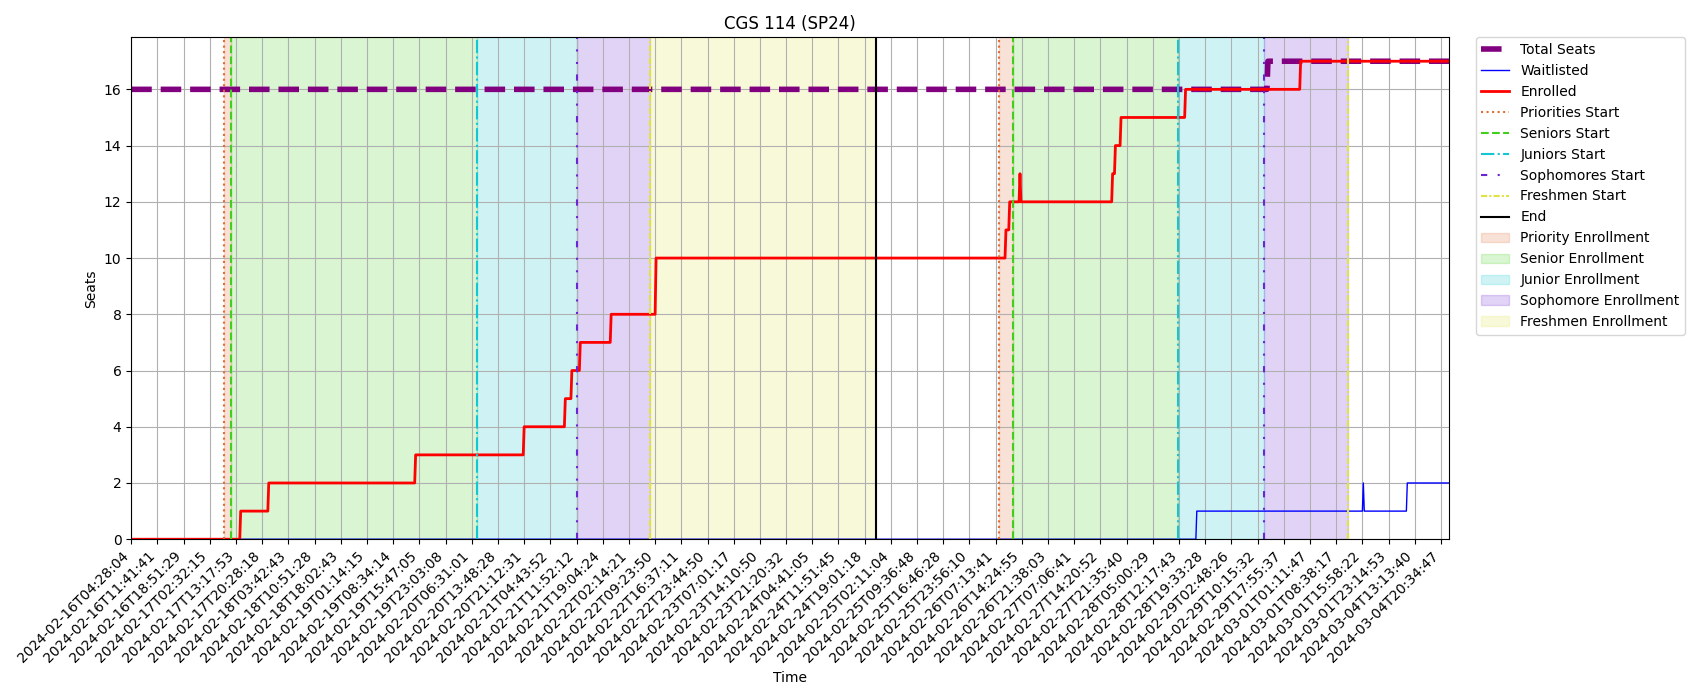 CGS 114 (SP24)
Seats
16
14
12
10
8
6
4
2
0
2024-02-16T04:28:04
2024-02-16T11:41:41
2024-02-16T18:51:29
2024-02-17T02:32:15
2024-02-17T13:17:53
2024-02-17T20:28:18
2024-02-18T03:42:43
2024-02-18T10:51:28
2024-02-18T18:02:43
2024-02-19T01:14:15
2024-02-19T08:34:14
2024-02-19T15:47:05
2024-02-19T23:03:08
2024-02-20T06:31:01
2024-02-20T13:48:28
2024-02-20T21:12:31
2024-02-21T04:43:52
2024-02-21T11:52:12
2024-02-21T19:04:24
2024-02-22T02:14:21
2024-02-22T09:23:50
2024-02-22T16:37:11
2024-02-22T23:44:50
2024-02-23T07:01:17
2024-02-23T14:10:50
2024-02-23T21:20:32
2024-02-24T04:41:05
2024-02-24T11:51:45
2024-02-24T19:01:18
2024-02-25T02:11:04
2024-02-25T09:36:48
2024-02-25T16:46:28
2024-02-25T23:56:10
2024-02-26T07:13:41
2024-02-26T14:24:55
2024-02-26T21:38:03
2024-02-27T07:06:41
2024-02-27T14:20:52
2024-02-27T21:35:40
2024-02-28T05:00:29
2024-02-28T12:17:43
2024-02-28T19:33:28
2024-02-29T02:48:26
2024-02-29T10:15:32
2024-02-29T17:55:37
2024-03-01T01:11:47
2024-03-01T08:38:17
2024-03-01T15:58:22
2024-03-01T23:14:53
2024-03-04T13:13:40
2024-03-04T20:34:47
Time
Total Seats
Waitlisted
Enrolled
Priorities Start
Seniors Start
Juniors Start
Sophomores Start
Freshmen Start
End
Priority Enrollment
Senior Enrollment
Junior Enrollment
Sophomore Enrollment
Freshmen Enrollment